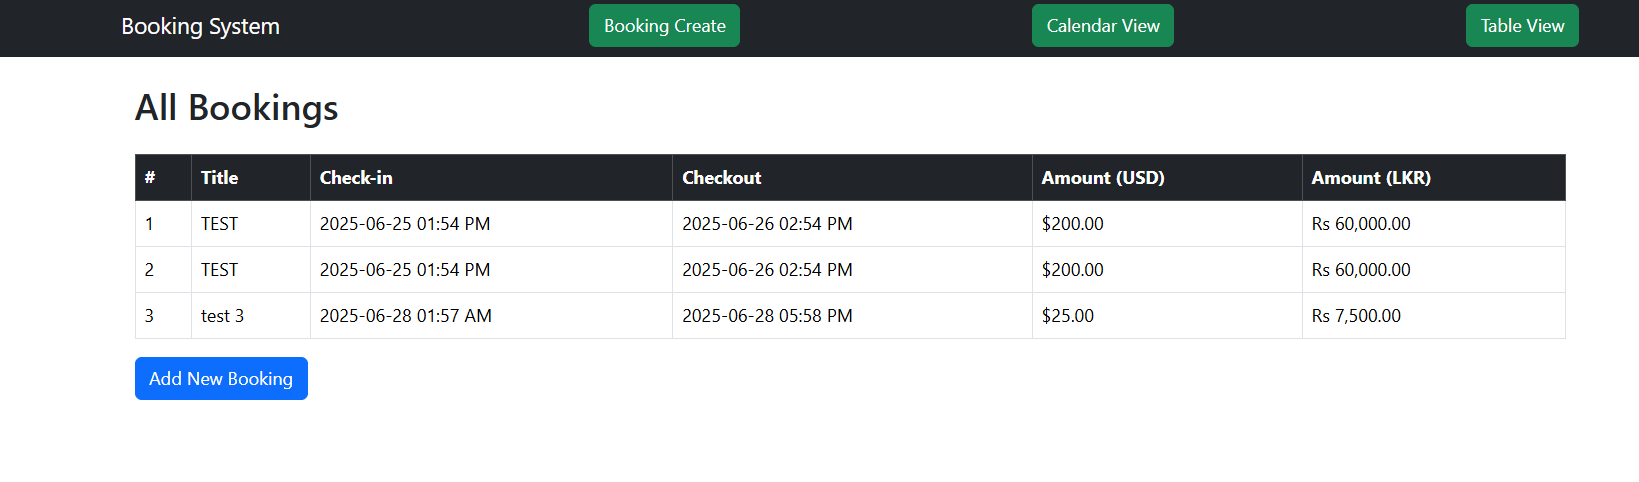 Booking System Booking Create Calendar View Table View
All Bookings
# Title Check-in Checkout Amount (USD) Amount (LKR)
1 TEST 2025-06-25 01:54 PM 2025-06-26 02:54 PM $200.00 Rs 60,000.00
2 TEST 2025-06-25 01:54 PM 2025-06-26 02:54 PM $200.00 Rs 60,000.00
3 test 3 2025-06-28 01:57 AM 2025-06-28 05:58 PM $25.00 Rs 7,500.00
Add New Booking